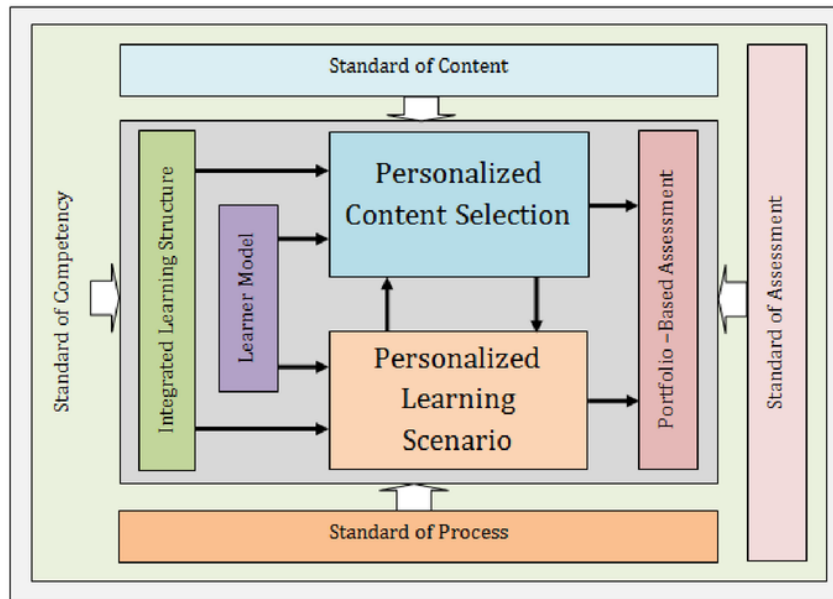 Standard of Content
Standard of Competency
Integrated Learning Structure
Learner Model
Personalized
Content Selection
Personalized
Learning
Scenario
Portfolio –Based Assessment
Standard of Assessment
Standard of Process